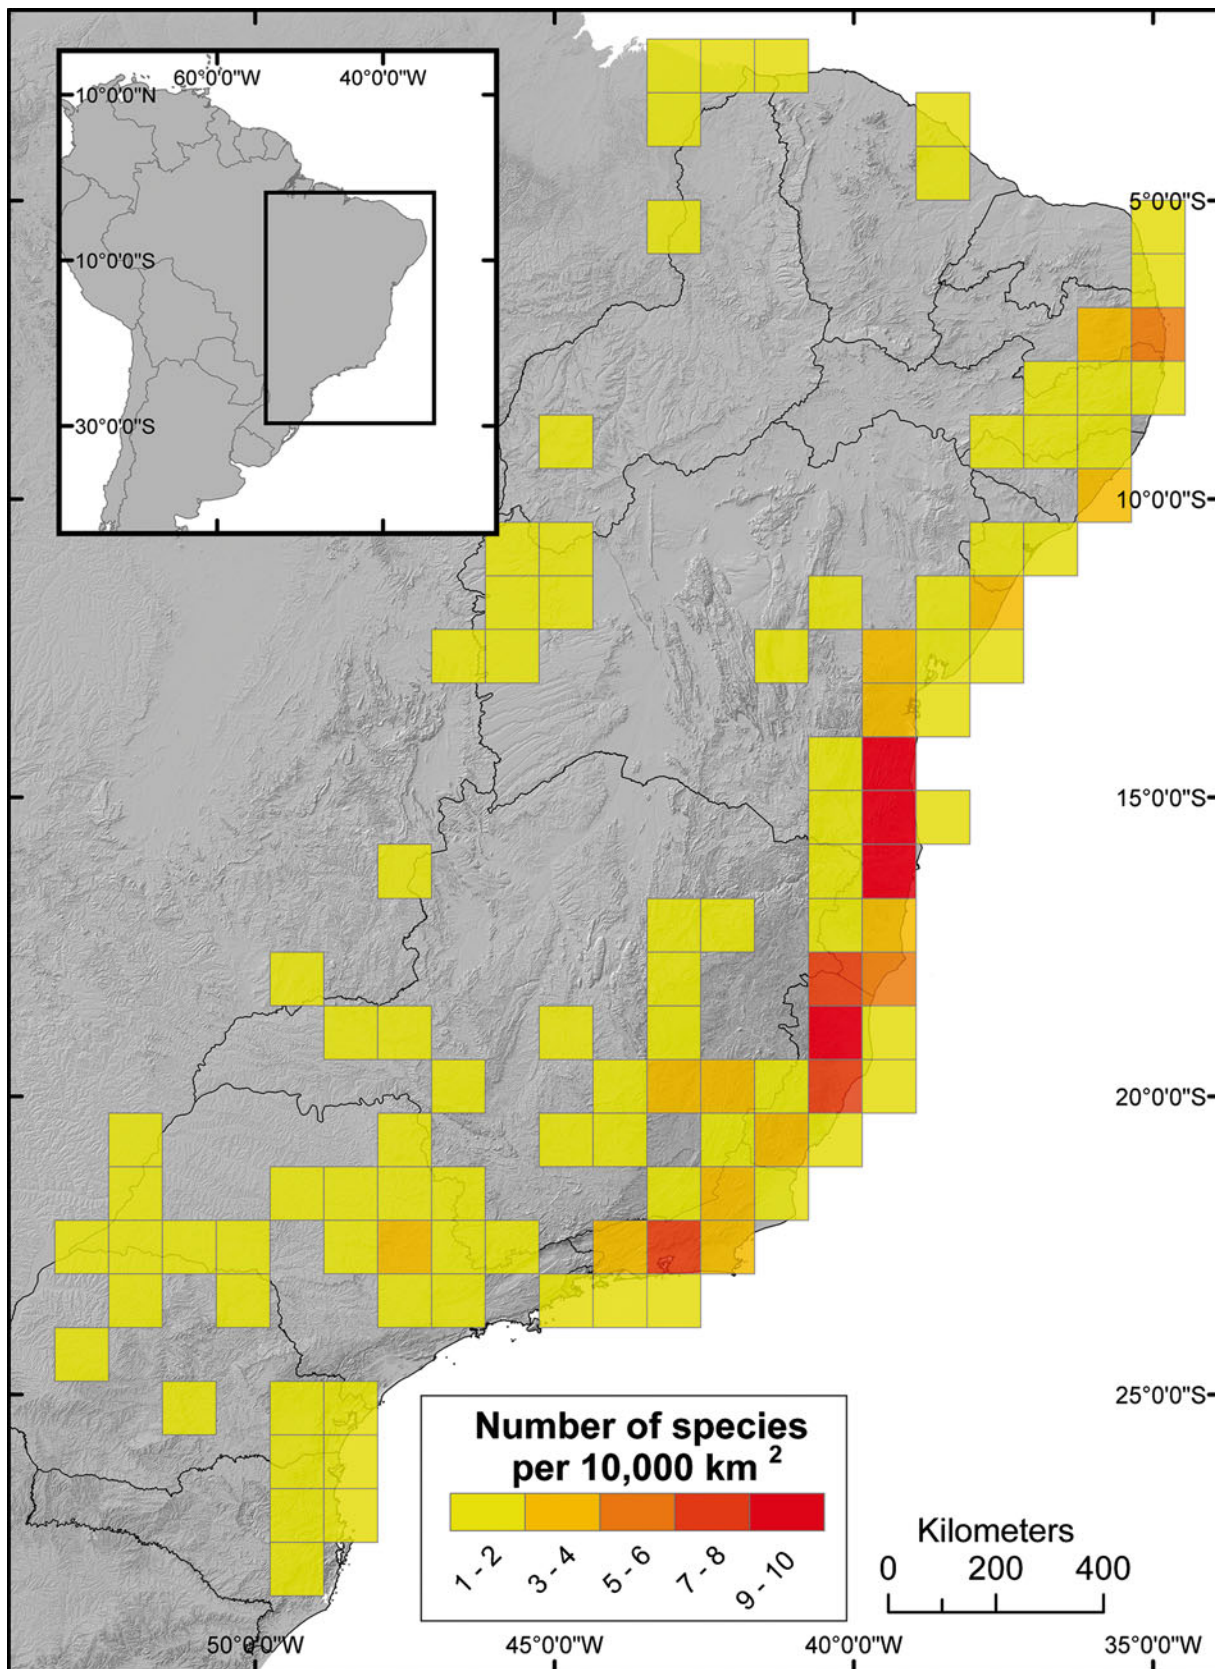 60°0'0"W 40°0'0"W
10°0'0"N
10°0'0"S
30°0'0"S
5°0'0"S
10°0'0"S
15°0'0"S
20°0'0"S
25°0'0"S
Number of species
per 10,000 km 2
1 - 2 3 - 4 5 - 6 7 - 8 9 - 10
Kilometers
0 200 400
50°0'0"W 45°0'0"W 40°0'0"W 35°0'0"W